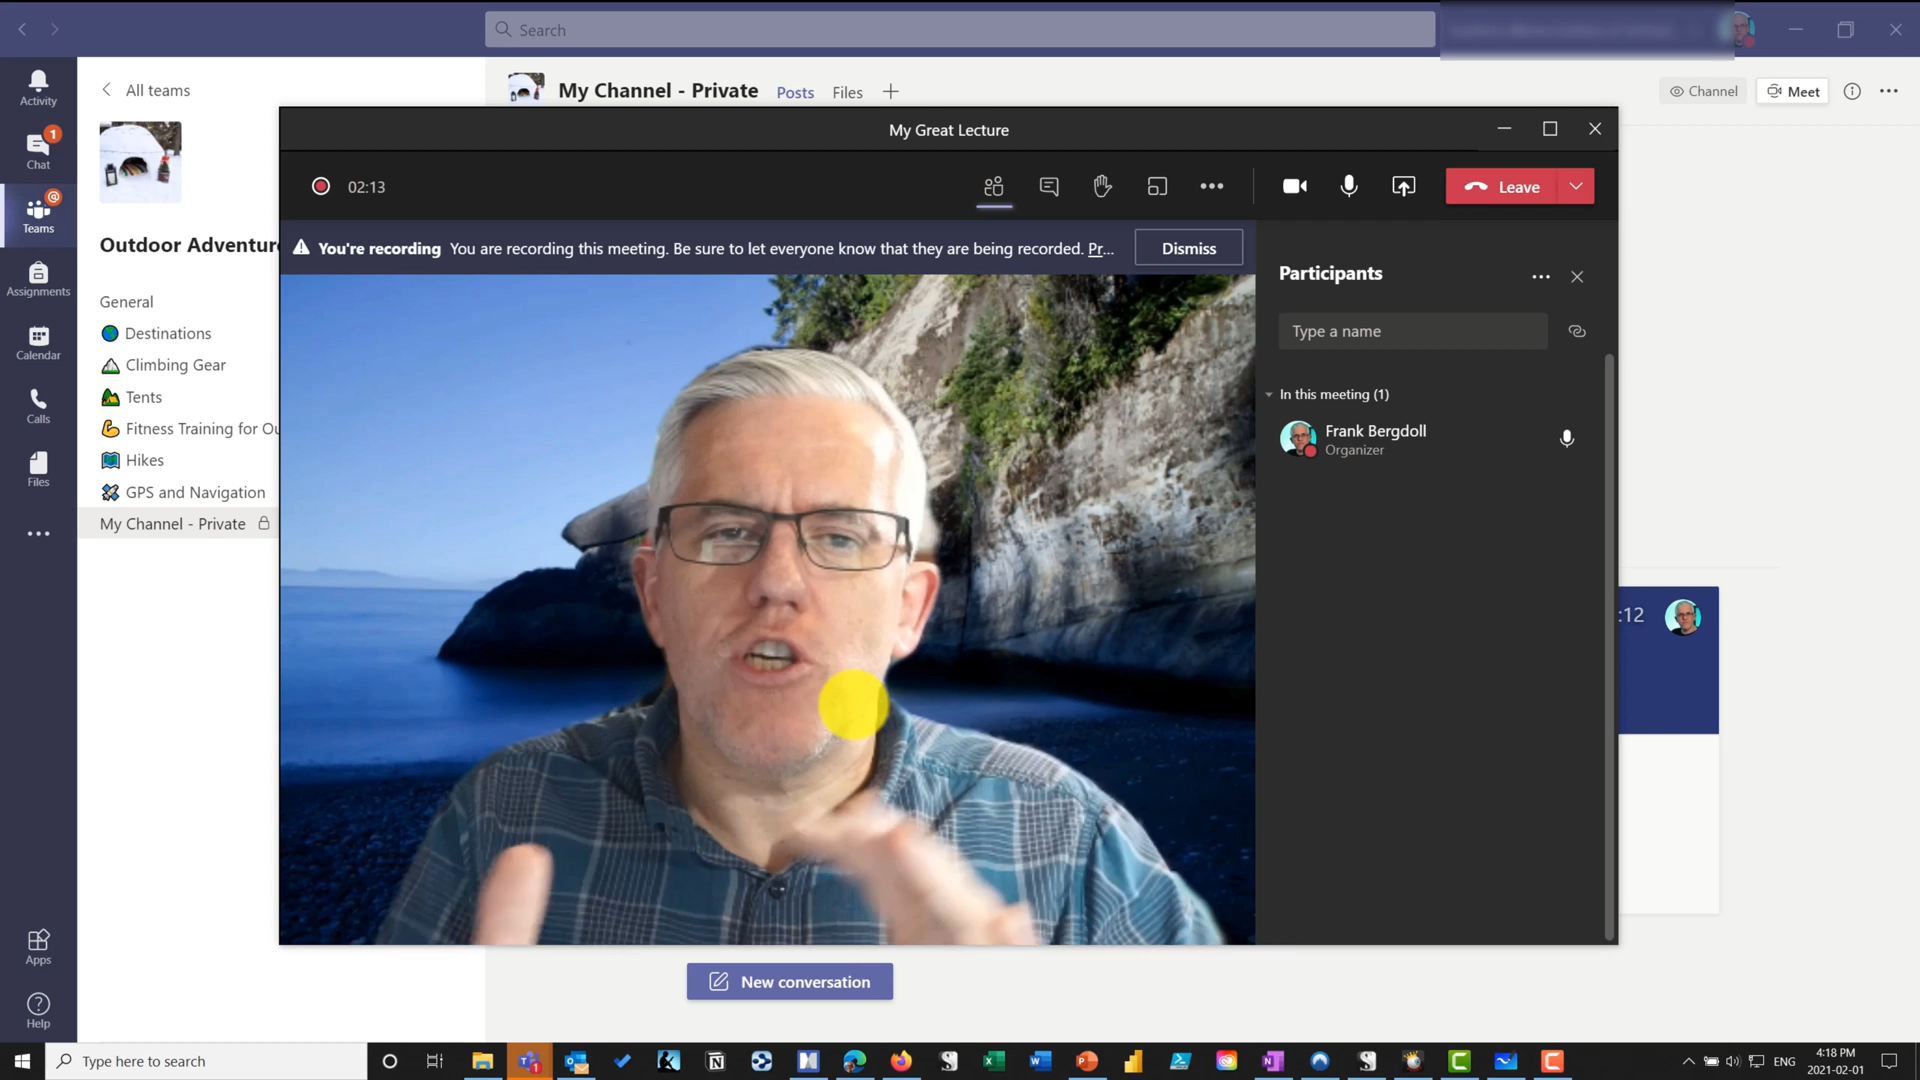 Search
Activity
Chat
1
Teams
Assignments
Calendar
Calls
Files
Apps
Help
All teams
Outdoor Adventur
General
Destinations
Climbing Gear
Tents
Fitness Training for Ou
Hikes
GPS and Navigation
My Channel - Private
My Channel - Private
Posts
Files
Channel
Meet
My Great Lecture
02:13
Leave
You're recording You are recording this meeting. Be sure to let everyone know that they are being recorded. Pr...
Dismiss
Participants
Type a name
In this meeting (1)
Frank Bergdoll
Organizer
:12
New conversation
Type here to search
ENG
4:18 PM
2021-02-01